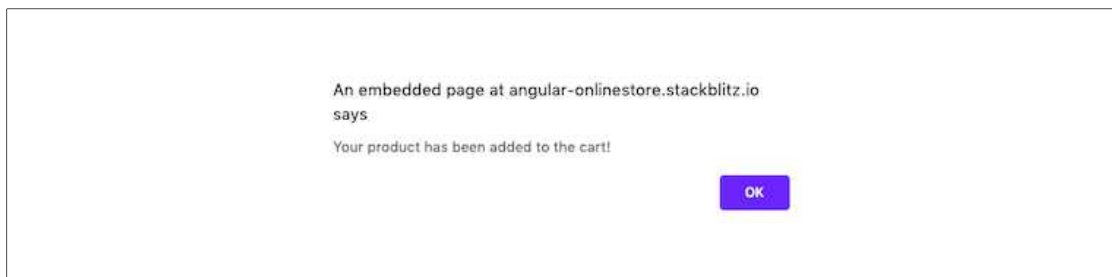 An embedded page at angular-onlinestore.stackblitz.io
says
Your product has been added to the cart!
OK